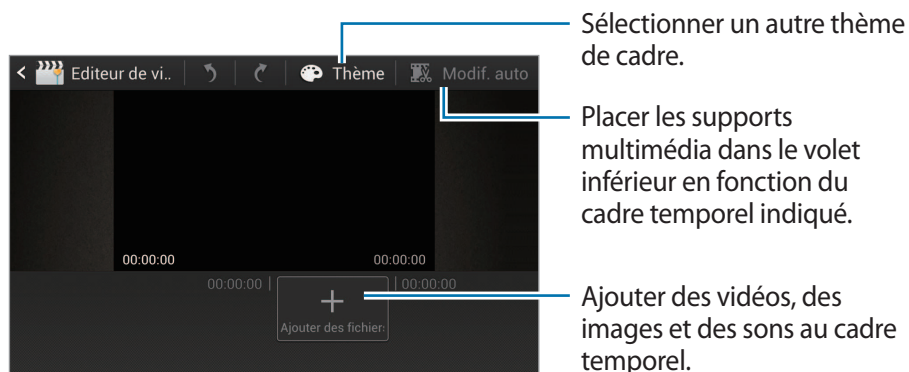 Sélectionner un autre thème
de cadre.
Editeur de vi..
Thème
Modif. auto
Placer les supports
multimédia dans le volet
inférieur en fonction du
cadre temporel indiqué.
00:00:00
00:00:00
00:00:00
00:00:00
Ajouter des fichiers
Ajouter des vidéos, des
images et des sons au cadre
temporel.